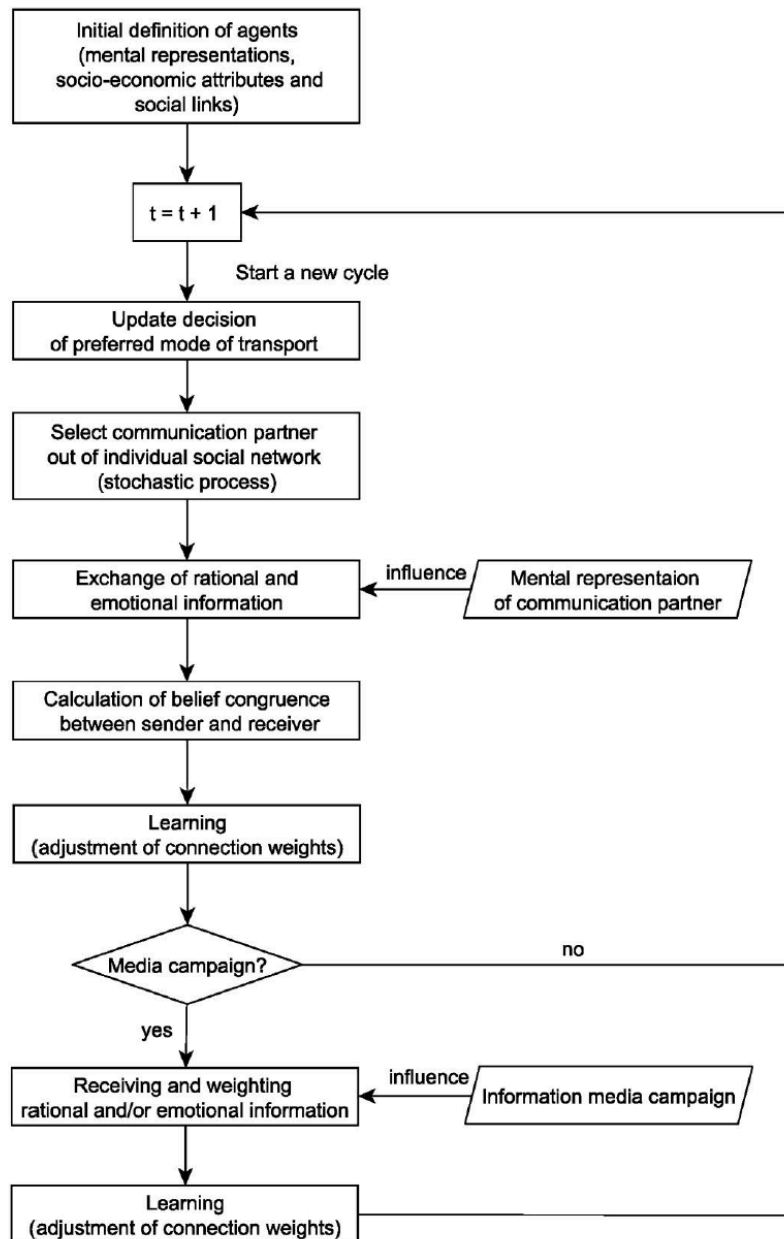 Initial definition of agents
(mental representations,
socio-economic attributes and
social links)
t = t + 1
Start a new cycle
Update decision
of preferred mode of transport
Select communication partner
out of individual social network
(stochastic process)
Exchange of rational and
emotional information
influence
Mental representaion
of communication partner
Calculation of belief congruence
between sender and receiver
Learning
(adjustment of connection weights)
Media campaign?
no
yes
Receiving and weighting
rational and/or emotional information
influence
Information media campaign
Learning
(adjustment of connection weights)